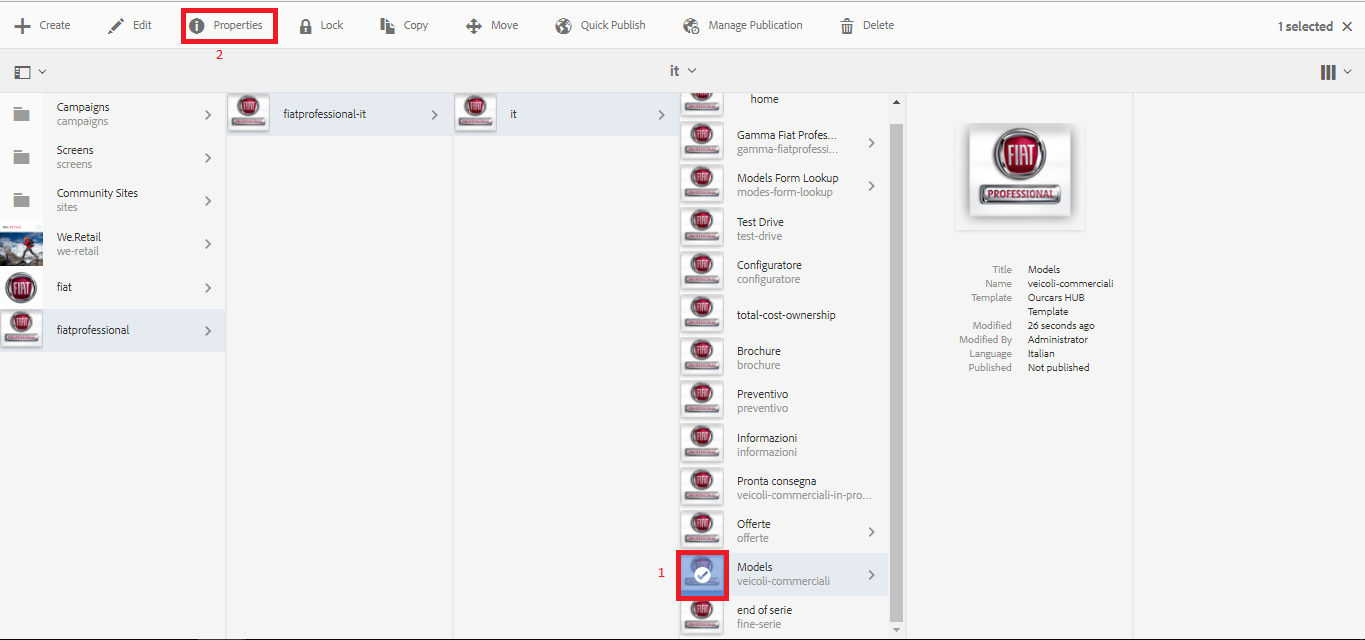 Create
Edit
Properties
Lock
Copy
Move
Quick Publish
Manage Publication
Delete
1 selected
2
it
Campaigns
campaigns
Screens
screens
Community Sites
sites
We.Retail
we-retail
fiat
fiatprofessional
fiatprofessional-it
it
home
Gamma Fiat Profes...
gamma-fiatprofessi...
Models Form Lookup
modes-form-lookup
Test Drive
test-drive
Configuratore
configuratore
total-cost-ownership
Brochure
brochure
Preventivo
preventivo
Informazioni
informazioni
Pronta consegna
veicoli-commerciali-in-pro...
Offerte
offerte
1
Models
veicoli-commerciali
end of serie
fine-serie
FIAT
PROFESSIONAL
Title Models
Name veicoli-commerciali
Template Ourcars HUB
Template
Modified 26 seconds ago
Modified By Administrator
Language Italian
Published Not published